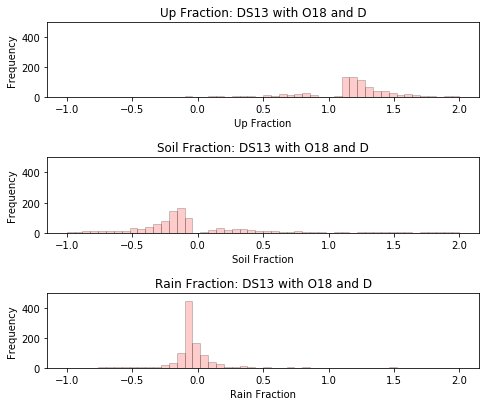 Up Fraction: DS13 with O18 and D
400
200
0
Frequency
−1.0 −0.5 0.0 0.5 1.0 1.5 2.0
Up Fraction
Soil Fraction: DS13 with O18 and D
400
200
0
Frequency
−1.0 −0.5 0.0 0.5 1.0 1.5 2.0
Soil Fraction
Rain Fraction: DS13 with O18 and D
400
200
0
Frequency
−1.0 −0.5 0.0 0.5 1.0 1.5 2.0
Rain Fraction